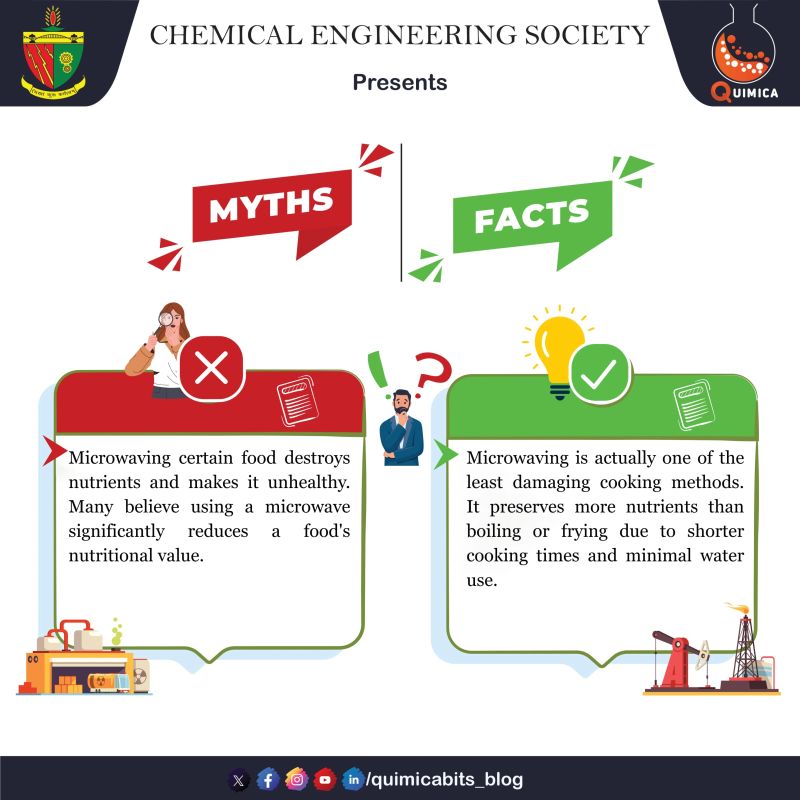 CHEMICAL ENGINEERING SOCIETY
Presents
QUIMICA
MYTHS
FACTS
Microwaving certain food destroys
nutrients and makes it unhealthy.
Many believe using a microwave
significantly reduces a food's
nutritional value.
Microwaving is actually one of the
least damaging cooking methods.
It preserves more nutrients than
boiling or frying due to shorter
cooking times and minimal water
use.
/quimicabits_blog